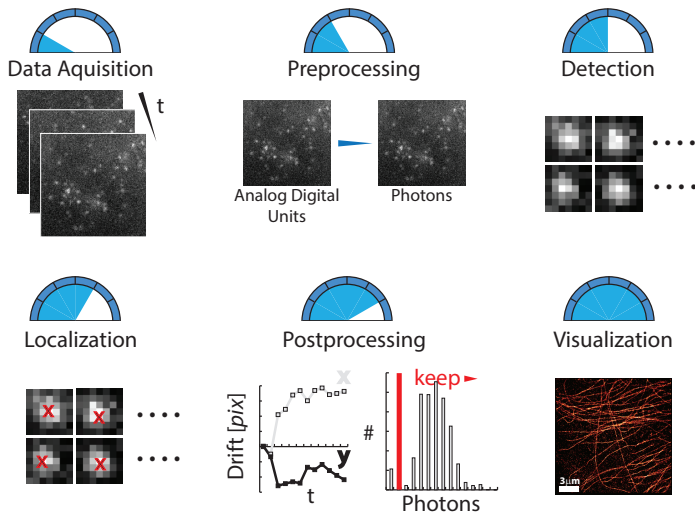 Data Aquisition
Preprocessing
Detection
t
Analog Digital
Units
Photons
Localization
Postprocessing
Visualization
X
X
X
X
Drift [pix]
x
y
t
#
keep
Photons
3μm